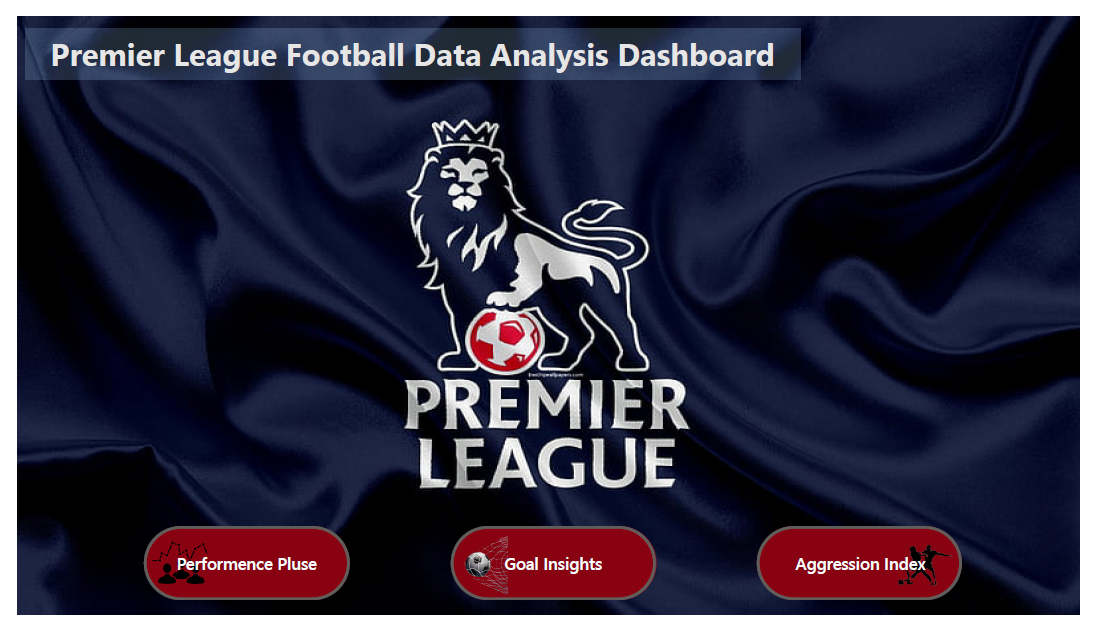 Premier League Football Data Analysis Dashboard
PREMIER
LEAGUE
Performence Pluse
Goal Insights
Aggression Index